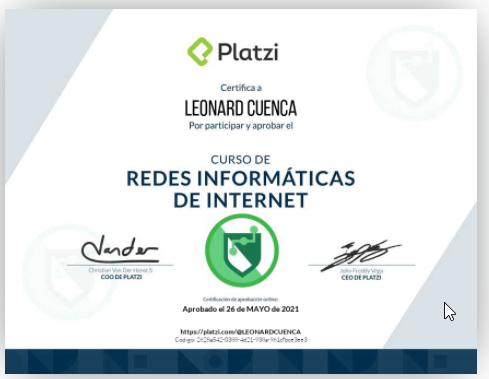 Platzi
Certifica a
LEONARD CUENCA
Por participar y aprobar el
CURSO DE
REDES INFORMÁTICAS
DE INTERNET
Christian Van Der Henst S
COO DE PLATZI
John Freddy Vega
CEO DE PLATZI
Certificación de aprobación online:
Aprobado el 26 de MAYO de 2021
https://platzi.com/@LEONARDCUENCA
Código: